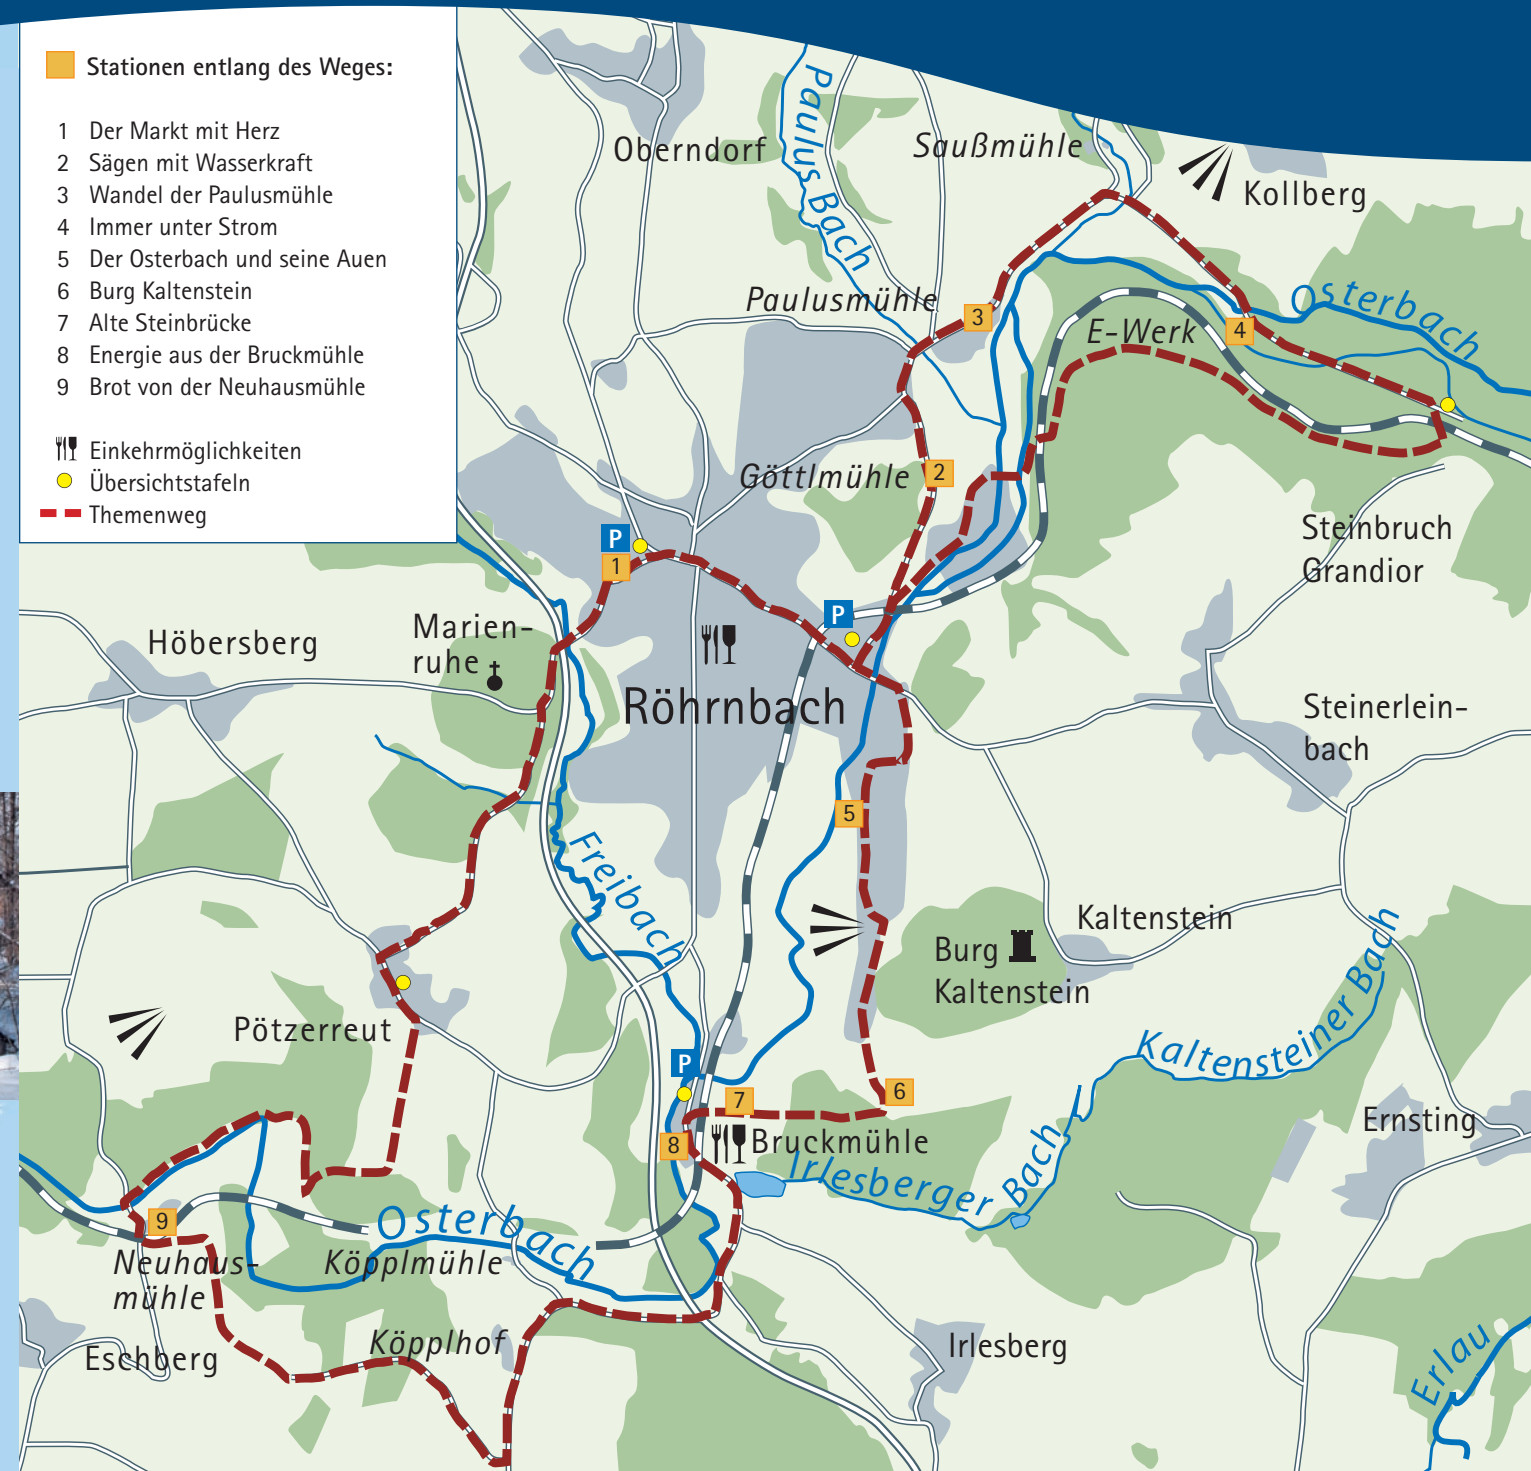 Stationen entlang des Weges:
1 Der Markt mit Herz
2 Sägen mit Wasserkraft
3 Wandel der Paulusmühle
4 Immer unter Strom
5 Der Osterbach und seine Auen
6 Burg Kaltenstein
7 Alte Steinbrücke
8 Energie aus der Bruckmühle
9 Brot von der Neuhausmühle
Einkehrmöglichkeiten
Übersichtstafeln
Themenweg
Oberndorf
Paulus Bach
Saußmühle
Kollberg
Paulusmühle
3
E-Werk
4
Osterbach
Göttlmühle
2
Steinbruch
Grandior
P
1
P
Marien-
ruhe
Höbersberg
Röhrnbach
Steinerlein-
bach
5
Freibach
Kaltenstein
Burg
Kaltenstein
Kaltensteiner Bach
Pötzerreut
P
7
6
8
Bruckmühle
Irlesberger Bach
Ernsting
9
Osterbach
Neuhaus-
mühle
Köpplmühle
Köpplhof
Eschberg
Irlesberg
Erlau